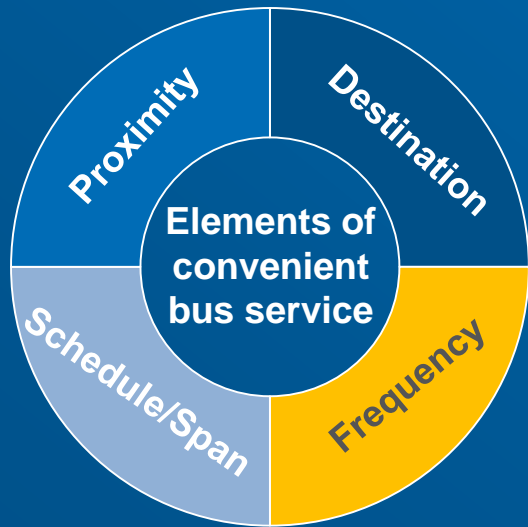 Proximity
Destination
Elements of
convenient
bus service
Schedule/Span
Frequency